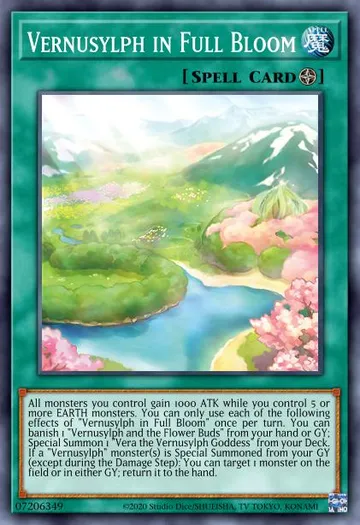 VERNUSYLPH IN FULL BLOOM
[SPELL CARD]
All monsters you control gain 1000 ATK while you control 5 or
more EARTH monsters. You can only use each of the following
effects of "Vernusylph in Full Bloom" once per turn. You can
banish 1 "Vernusylph and the Flower Buds" from your hand or GY;
Special Summon 1 "Vera the Vernusylph Goddess" from your Deck.
If a "Vernusylph" monster(s) is Special Summoned from your GY
(except during the Damage Step): You can target 1 monster on the
field or in either GY; return it to the hand.
07206349
©2020 Studio Dice/SHUEISHA, TV TOKYO, KONAMI